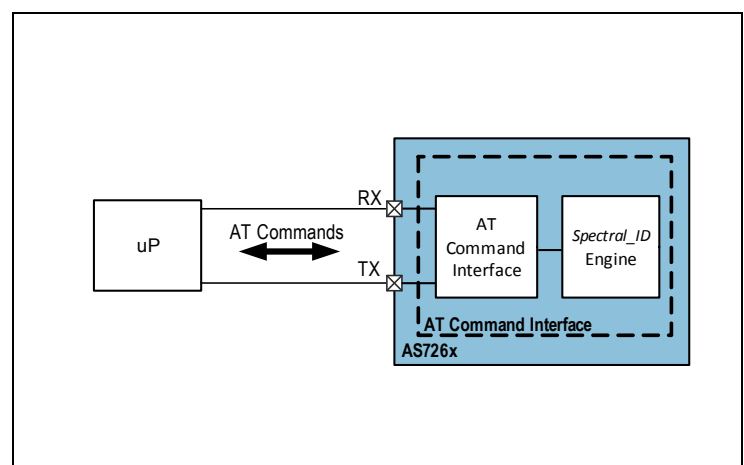 uP
AT Commands
RX
TX
AT
Command
Interface
Spectral_ID
Engine
AT Command Interface
AS726x